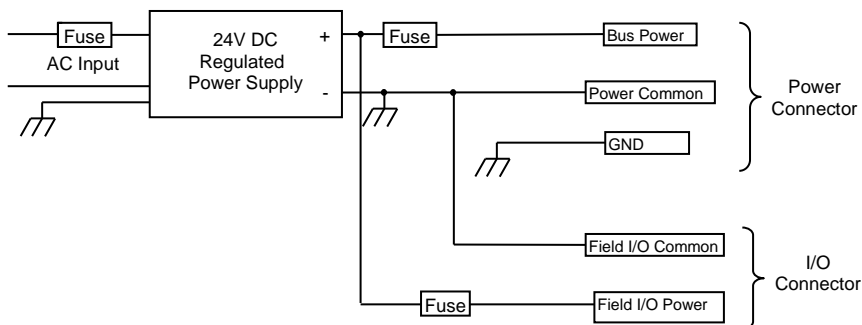 Fuse
AC Input
24V DC
Regulated
Power Supply
+
-
Fuse
Bus Power
Power Common
GND
Power
Connector
Field I/O Common
Fuse
Field I/O Power
I/O
Connector